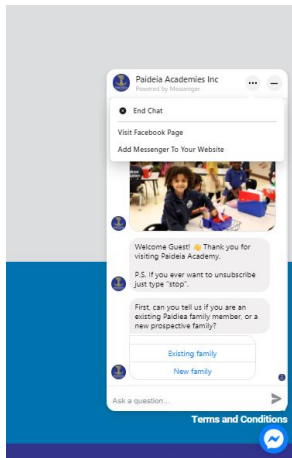 Paideia Academies Inc
Powered by Messenger
End Chat
Visit Facebook Page
Add Messenger To Your Website
Welcome Guest! 👋 Thank you for
visiting Paideia Academy.
P.S. If you ever want to unsubscribe
just type "stop".
First, can you tell us if you are an
existing Paidiea family member, or a
new prospective family?
Existing family
New family
Ask a question...
Terms and Conditions